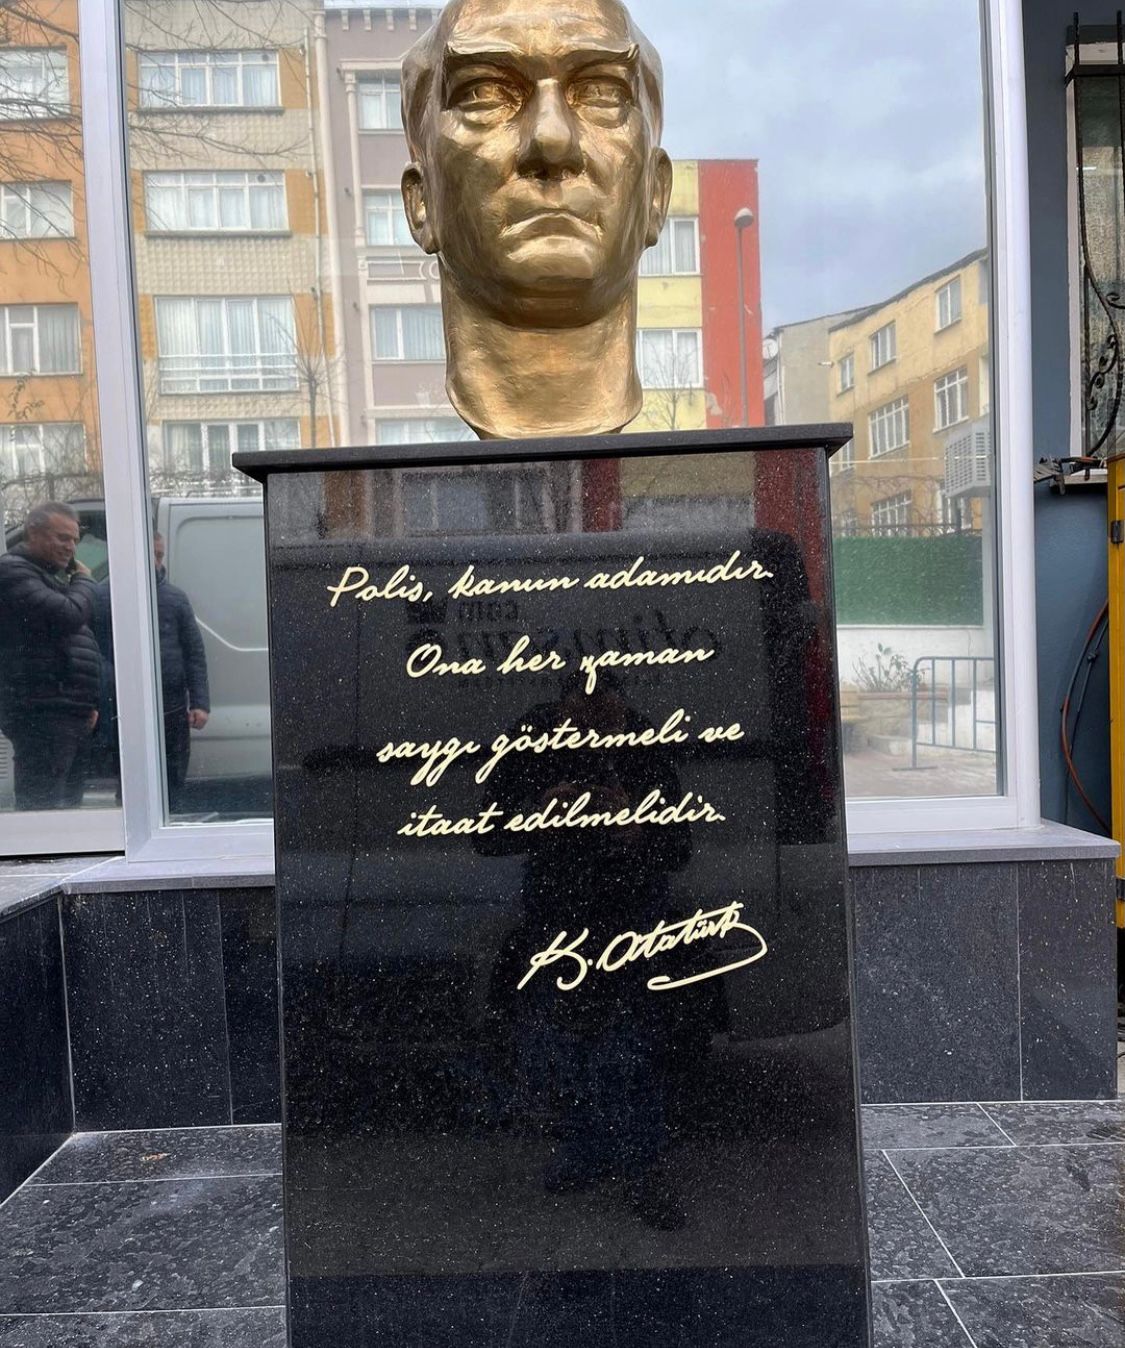 Polis, kanun adamıdır.
Ona her zaman
saygı göstermeli ve
itaat edilmelidir.
K. Atatürk